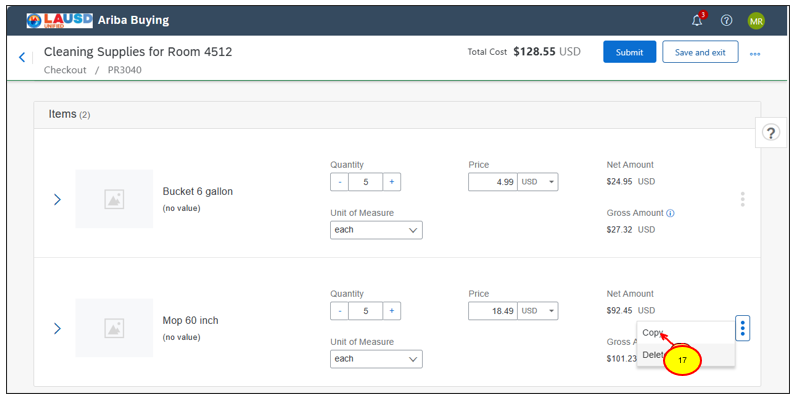 LAUSD Ariba Buying 3 ? MR
UNIFIED
Cleaning Supplies for Room 4512 Total Cost $128.55 USD Submit Save and exit
Checkout / PR3040
Items (2)
?
Quantity Price Net Amount
- 5 + 4.99 USD $24.95 USD
Bucket 6 gallon
(no value)
Unit of Measure Gross Amount
each $27.32 USD
Quantity Price Net Amount
- 5 + 18.49 USD $92.45 USD
Mop 60 inch
(no value)
Copy
Unit of Measure Gross
each $101.23 Delete 17